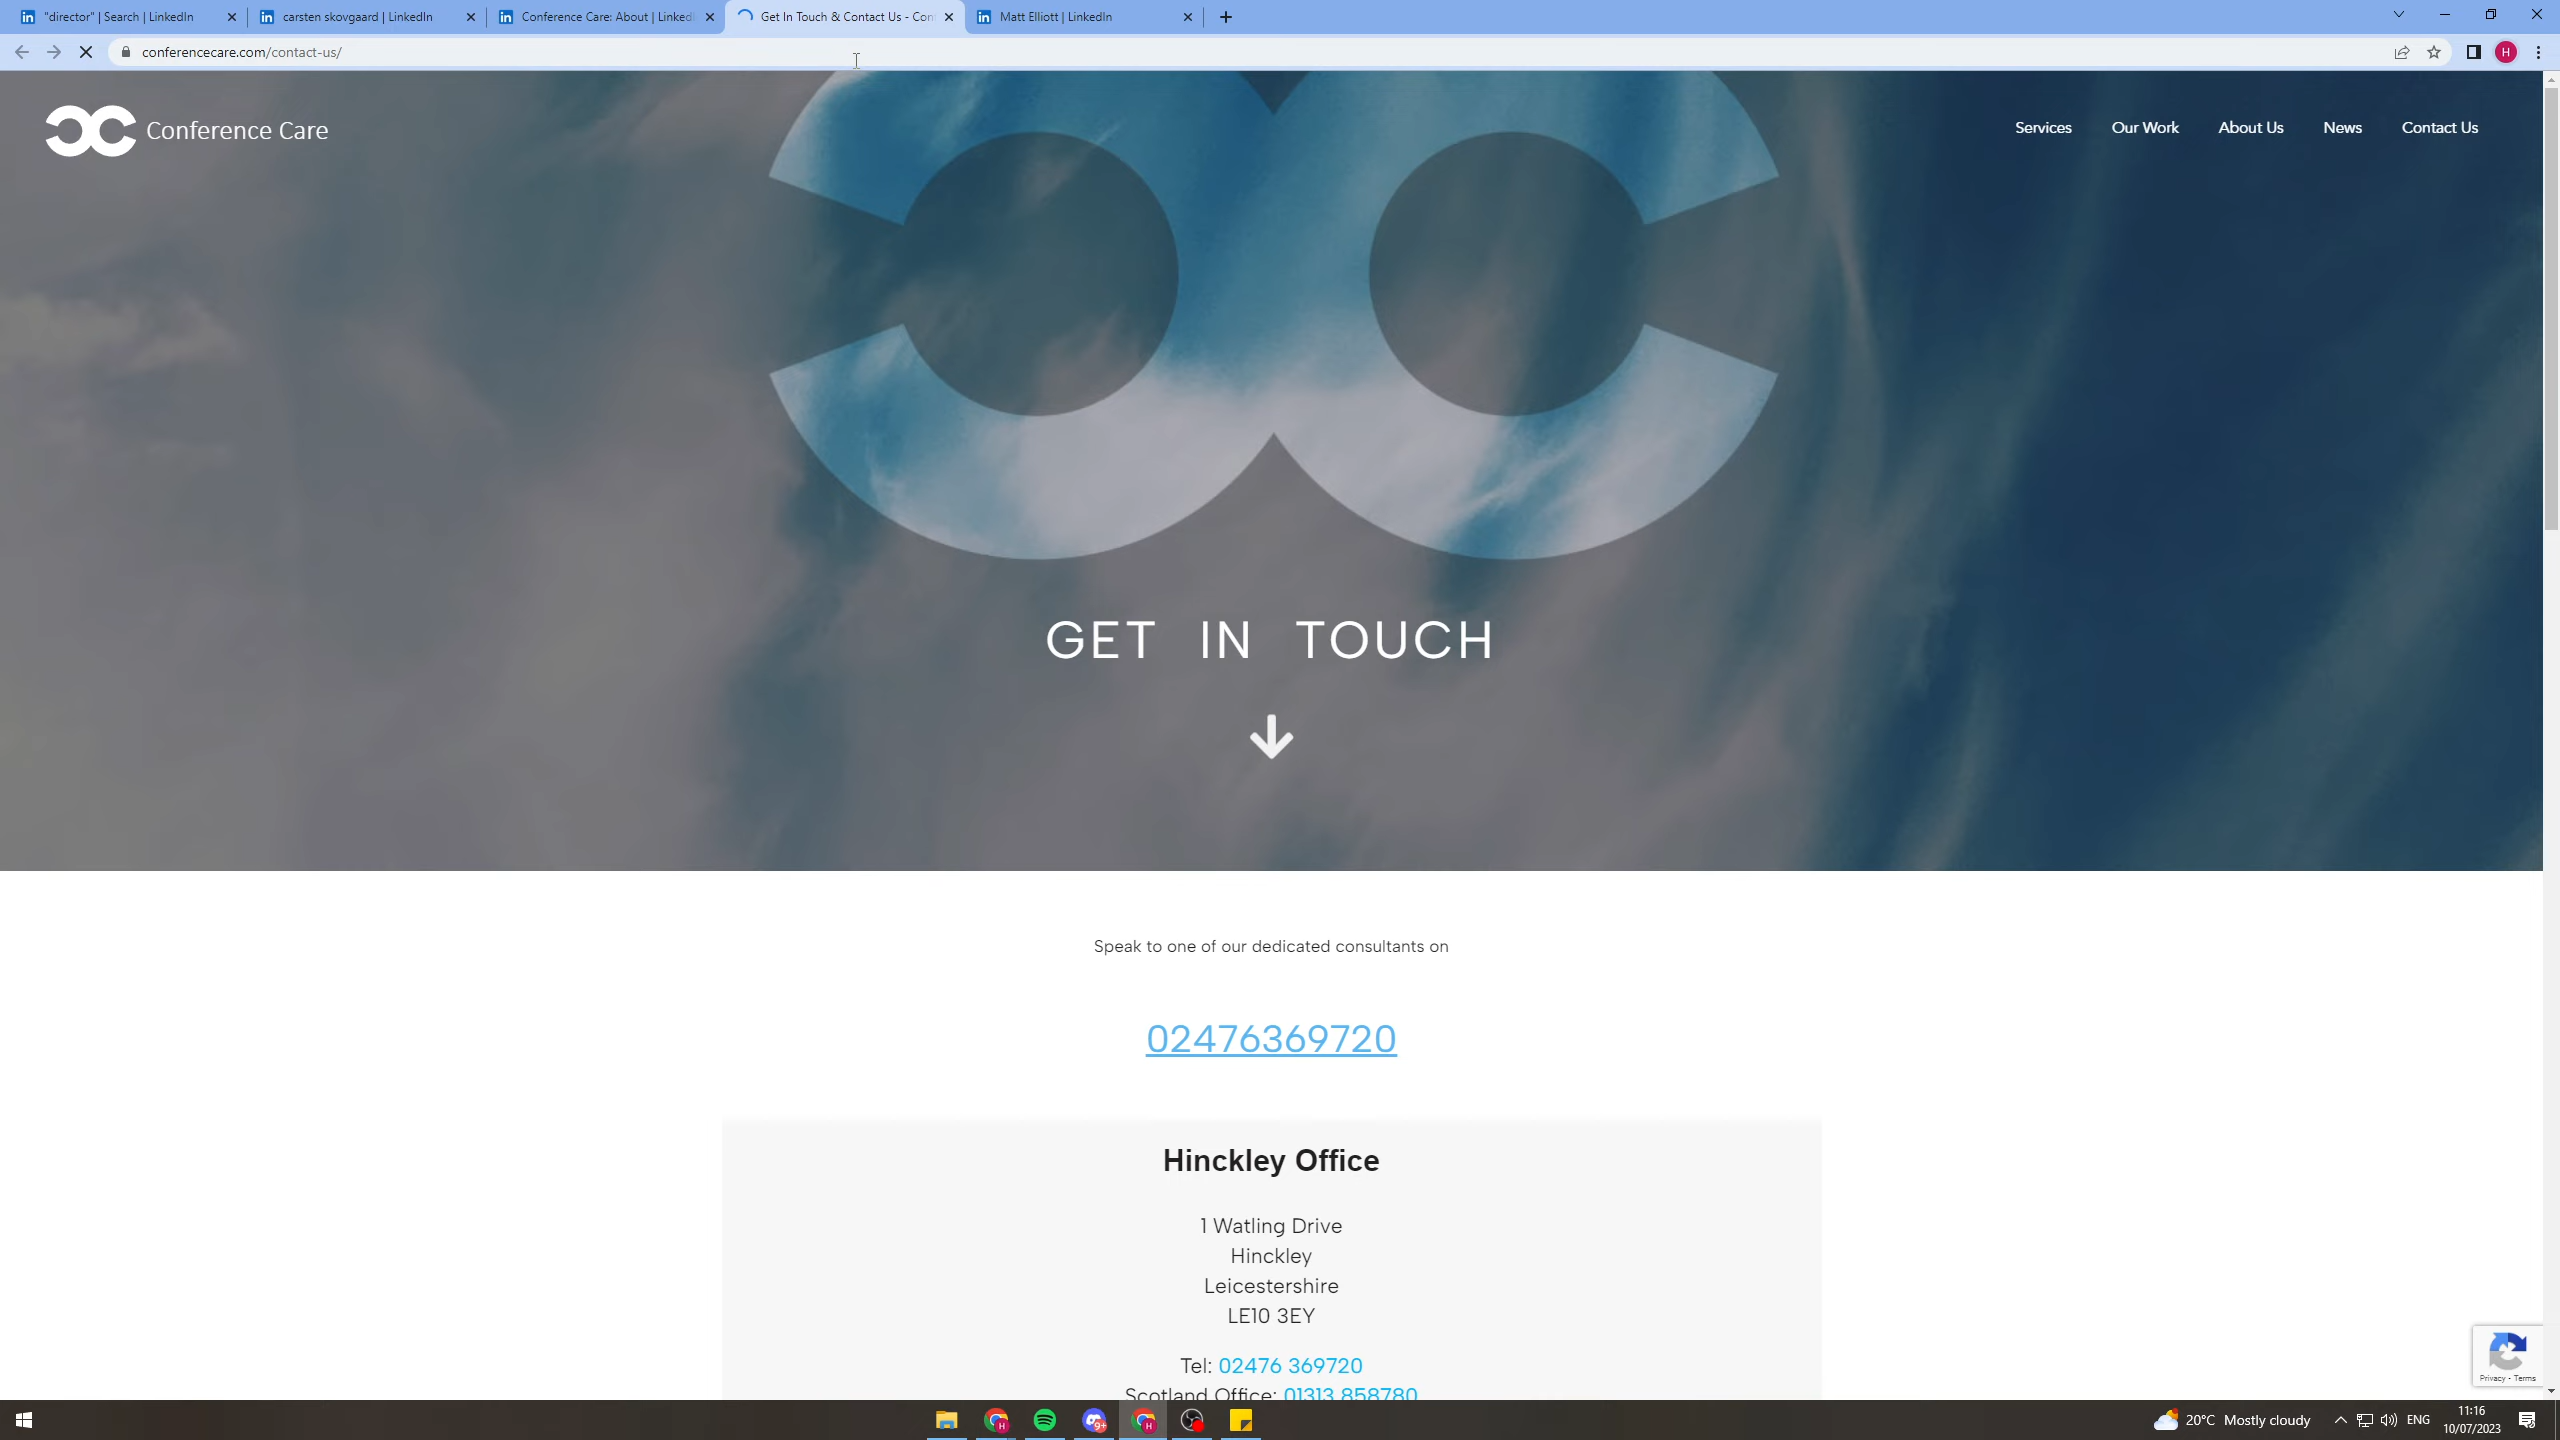 "director" | Search | LinkedIn
carsten skovgaard | LinkedIn
Conference Care: About | Linked
Get In Touch & Contact Us - Con
Matt Elliott | LinkedIn
conferencecare.com/contact-us/
H
Conference Care
Services
Our Work
About Us
News
Contact Us
GET IN TOUCH
Speak to one of our dedicated consultants on
02476369720
Hinckley Office
1 Watling Drive
Hinckley
Leicestershire
LE10 3EY
Tel: 02476 369720
Scotland Office: 01313 858780
Privacy - Terms
9+
20°C Mostly cloudy
ENG
11:16
10/07/2023